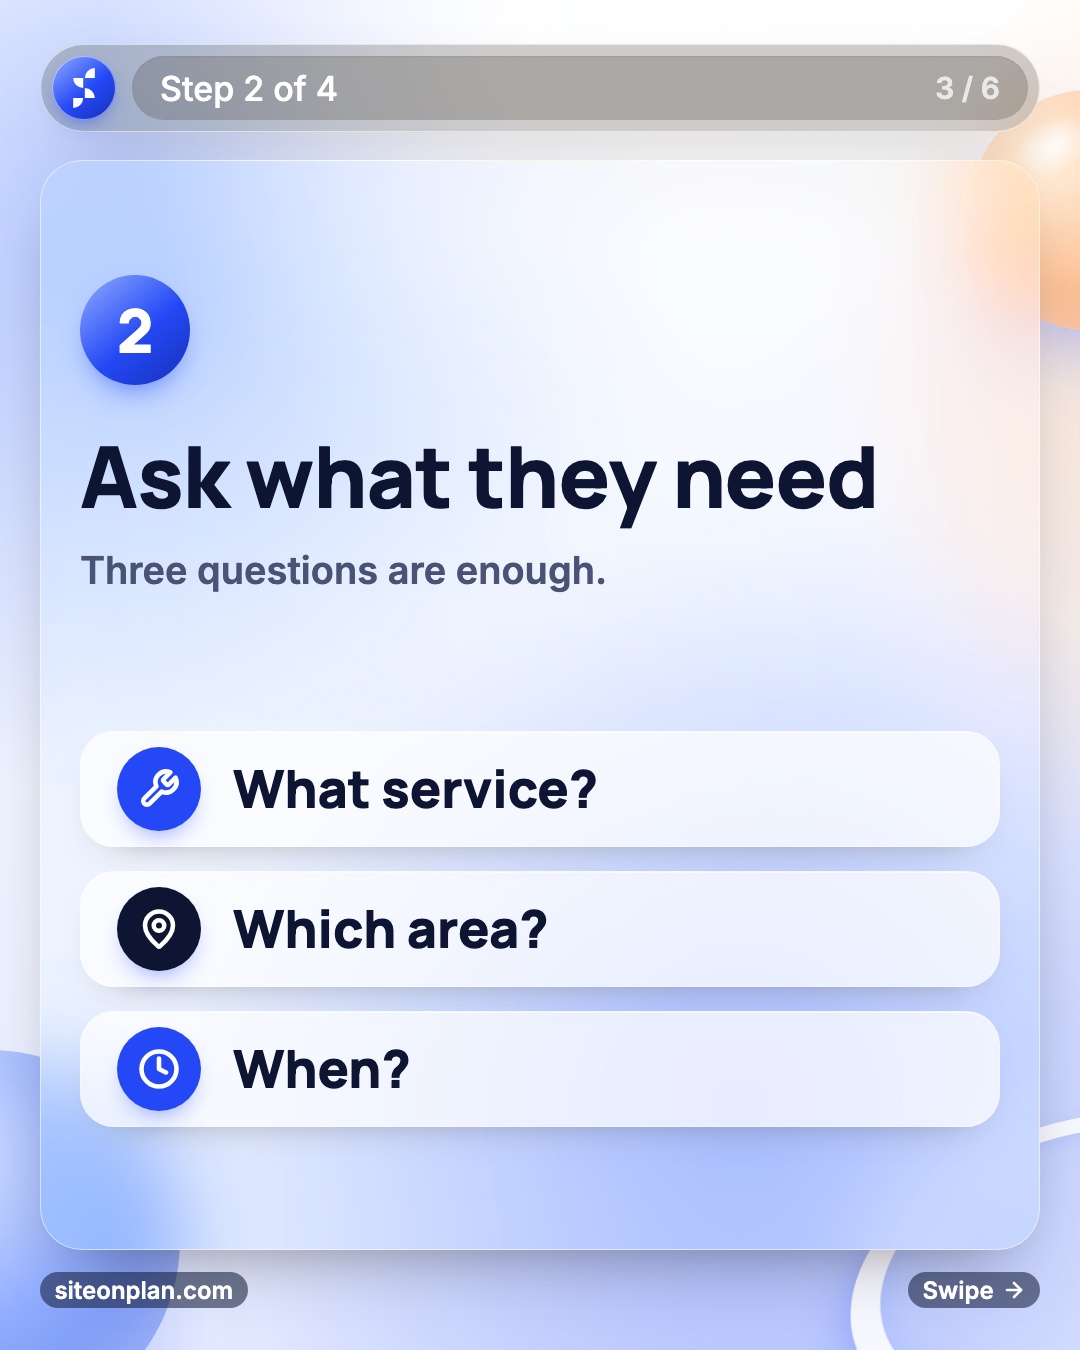 Step 2 of 4
3 / 6
2
Ask what they need
Three questions are enough.
What service?
Which area?
When?
siteonplan.com
Swipe →